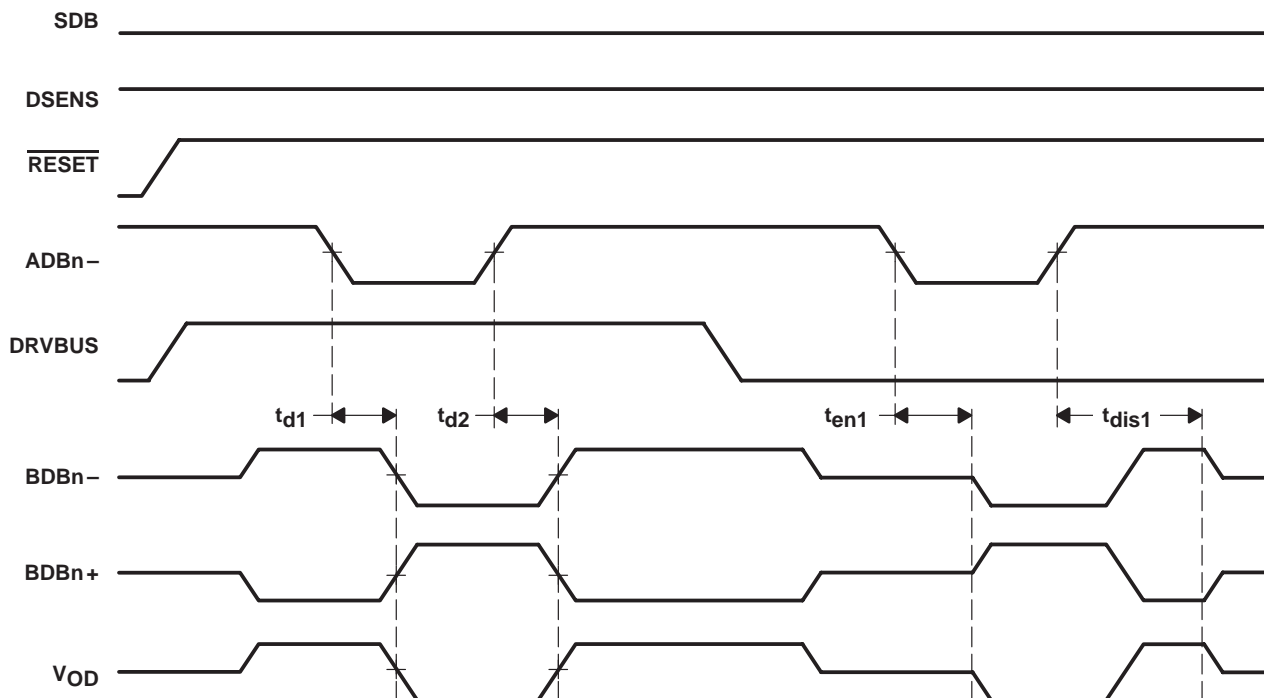 SDB
DSENS
RESET
ADBn−
DRVBUS
td1 td2 ten1 tdis1
BDBn−
BDBn+
VOD